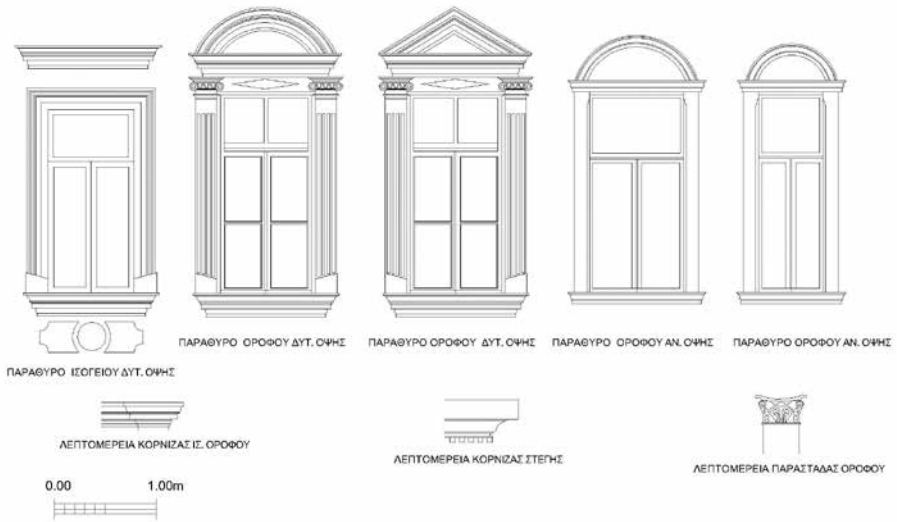 ΠΑΡΑΘΥΡΟ ΟΡΟΦΟΥ ΔΥΤ. ΟΨΗΣ
ΠΑΡΑΘΥΡΟ ΟΡΟΦΟΥ ΔΥΤ. ΟΨΗΣ
ΠΑΡΑΘΥΡΟ ΟΡΟΦΟΥ ΑΝ. ΟΨΗΣ
ΠΑΡΑΘΥΡΟ ΟΡΟΦΟΥ ΑΝ. ΟΨΗΣ
ΠΑΡΑΘΥΡΟ ΙΣΟΓΕΙΟΥ ΔΥΤ. ΟΨΗΣ
ΛΕΠΤΟΜΕΡΕΙΑ ΚΟΡΝΙΖΑΣ ΙΣ. ΟΡΟΦΟΥ
ΛΕΠΤΟΜΕΡΕΙΑ ΚΟΡΝΙΖΑΣ ΣΤΕΓΗΣ
ΛΕΠΤΟΜΕΡΕΙΑ ΠΑΡΑΣΤΑΔΑΣ ΟΡΟΦΟΥ
0.00 1.00m